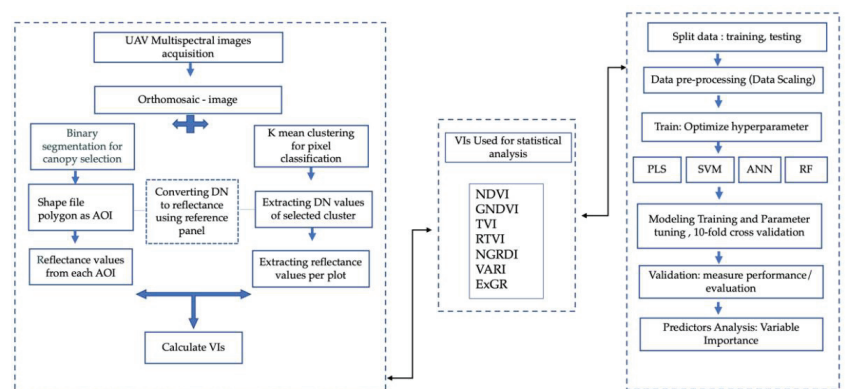 UAV Multispectral images
acquisition
Orthomosaic - image
Binary
segmentation for
canopy selection
K mean clustering
for pixel
classification
Shape file
polygon as AOI
Converting DN
to reflectance
using reference
panel
Extracting DN values
of selected cluster
Reflectance values
from each AOI
Extracting reflectance
values per plot
Calculate VIs
VIs Used for statistical
analysis
NDVI
GNDVI
TVI
RTVI
NGRDI
VARI
ExGR
Split data : training, testing
Data pre-processing (Data Scaling)
Train: Optimize hyperparameter
PLS
SVM
ANN
RF
Modeling Training and Parameter
tuning , 10-fold cross validation
Validation: measure performance/
evaluation
Predictors Analysis: Variable
Importance